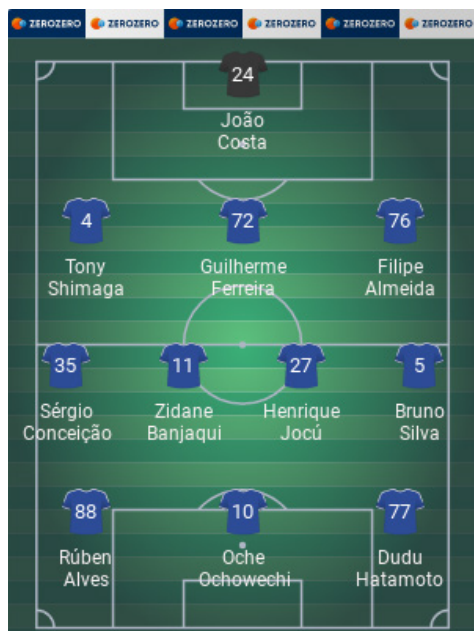 ZEROZERO ZEROZERO ZEROZERO ZEROZERO ZEROZERO ZEROZERO
24
João
Costa
4 72 76
Tony Guilherme Filipe
Shimaga Ferreira Almeida
35 11 27 5
Sérgio Zidane Henrique Bruno
Conceição Banjaqui Jocú Silva
88 10 77
Rúben Oche Dudu
Alves Ochowechi Hatamoto